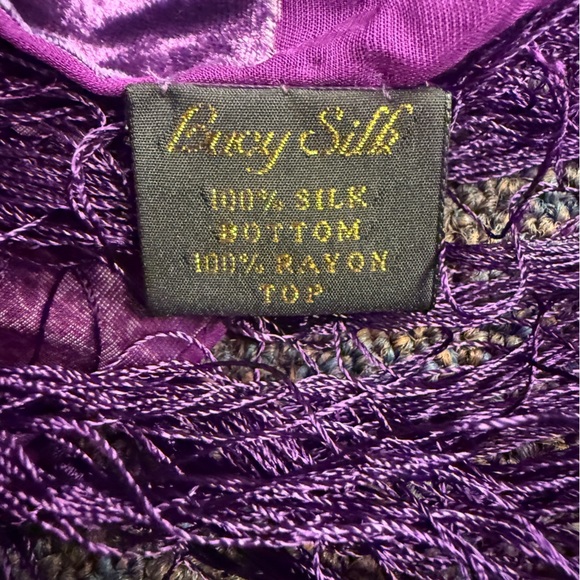 Lucy Silk
100% SILK
BOTTOM
100% RAYON
TOP